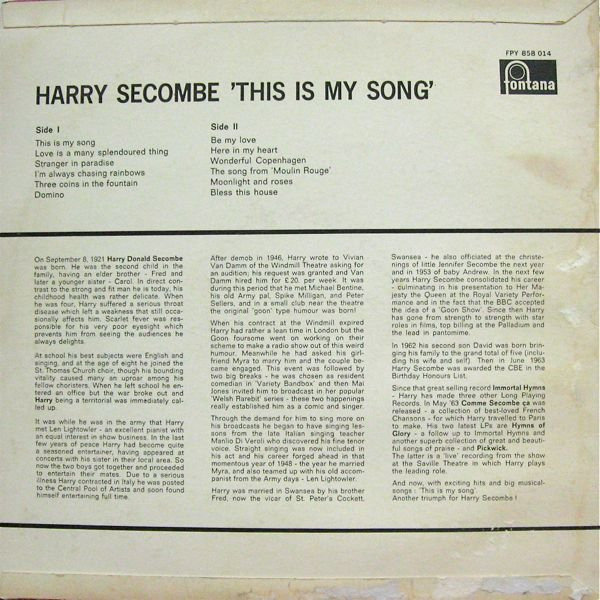 FPY 858 014
fontana
HARRY SECOMBE 'THIS IS MY SONG'
Side I
This is my song
Love is a many splendoured thing
Stranger in paradise
I'm always chasing rainbows
Three coins in the fountain
Domino
Side II
Be my love
Here in my heart
Wonderful Copenhagen
The song from 'Moulin Rouge'
Moonlight and roses
Bless this house
On September 8, 1921 Harry Donald Secombe
was born. He was the second child in the
family, having an elder brother - Fred and
later a younger sister - Carol. In direct con-
trast to the strong and fit man he is today, his
childhood health was rather delicate. When
he was four, Harry suffered a serious throat
disease which left a weakness that still occa-
sionally affects him. Scarlet fever was res-
ponsible for his very poor eyesight which
prevents him from seeing the audiences he
always delights.
At school his best subjects were English and
singing, and at the age of eight he joined the
St. Thomas Church choir, though his bounding
vitality caused many an uproar among his
fellow choristers. When he left school he en-
tered an office but the war broke out and
Harry being a territorial was immediately cal-
led up.
It was while he was in the army that Harry
met Len Lightowler - an excellent pianist with
an equal interest in show business. In the last
few years of peace Harry had become quite
a seasoned entertainer, having appeared at
concerts with his sister in their local area. So
now the two boys got together and proceeded
to entertain their mates. Due to a serious
illness Harry contracted in Italy he was posted
to the Central Pool of Artists and soon found
himself entertaining full time.
After demob in 1946, Harry wrote to Vivian
Van Damm of the Windmill Theatre asking for
an audition; his request was granted and Van
Damm hired him for £20. per week. It was
during this period that he met Michael Bentine,
his old Army pal, Spike Milligan, and Peter
Sellers, and in a small club near the theatre
the original 'goon' type humour was born!
When his contract at the Windmill expired
Harry had rather a lean time in London but the
Goon foursome went on working on their
scheme to make a radio show out of this weird
humour. Meanwhile he had asked his girl-
friend Myra to marry him and the couple be-
came engaged. This event was followed by
two big breaks - he was chosen as resident
comedian in 'Variety Bandbox' and then Mai
Jones invited him to broadcast in her popular
'Welsh Rarebit' series - these two happenings
really established him as a comic and singer.
Through the demand for him to sing more on
his broadcasts he began to have singing les-
sons from the late Italian singing teacher
Manlio Di Veroli who discovered his fine tenor
voice. Straight singing was now included in
his act and his career forged ahead in that
momentous year of 1948 - the year he married
Myra, and also teamed up with his old accom-
panist from the Army days - Len Lightowler.
Harry was married in Swansea by his brother
Fred, now the vicar of St. Peter's Cockett,
Swansea - he also officiated at the christe-
nings of little Jennifer Secombe the next year
and in 1953 of baby Andrew. In the next few
years Harry Secombe consolidated his career
- culminating in his presentation to Her Ma-
jesty the Queen at the Royal Variety Perfor-
mance and in the fact that the BBC accepted
the idea of a 'Goon Show'. Since then Harry
has gone from strength to strength with star
roles in films, top billing at the Palladium and
the lead in pantomime.
In 1962 his second son David was born bring-
ing his family to the grand total of five (includ-
ing his wife and self). Then in June 1963
Harry Secombe was awarded the CBE in the
Birthday Honours List.
Since that great selling record Immortal Hymns
- Harry has made three other Long Playing
Records. In May '63 Comme Secombe ça was
released - a collection of best-loved French
Chansons - for which Harry travelled to Paris
to make. His two latest LPs are Hymns of
Glory - a follow up to Immortal Hymns and
another superb collection of great and beauti-
ful songs of praise - and Pickwick.
The latter is a 'live' recording from the show
at the Saville Theatre in which Harry plays
the leading role.
And now, with exciting hits and big musical-
songs : 'This is my song'
Another triumph for Harry Secombe !